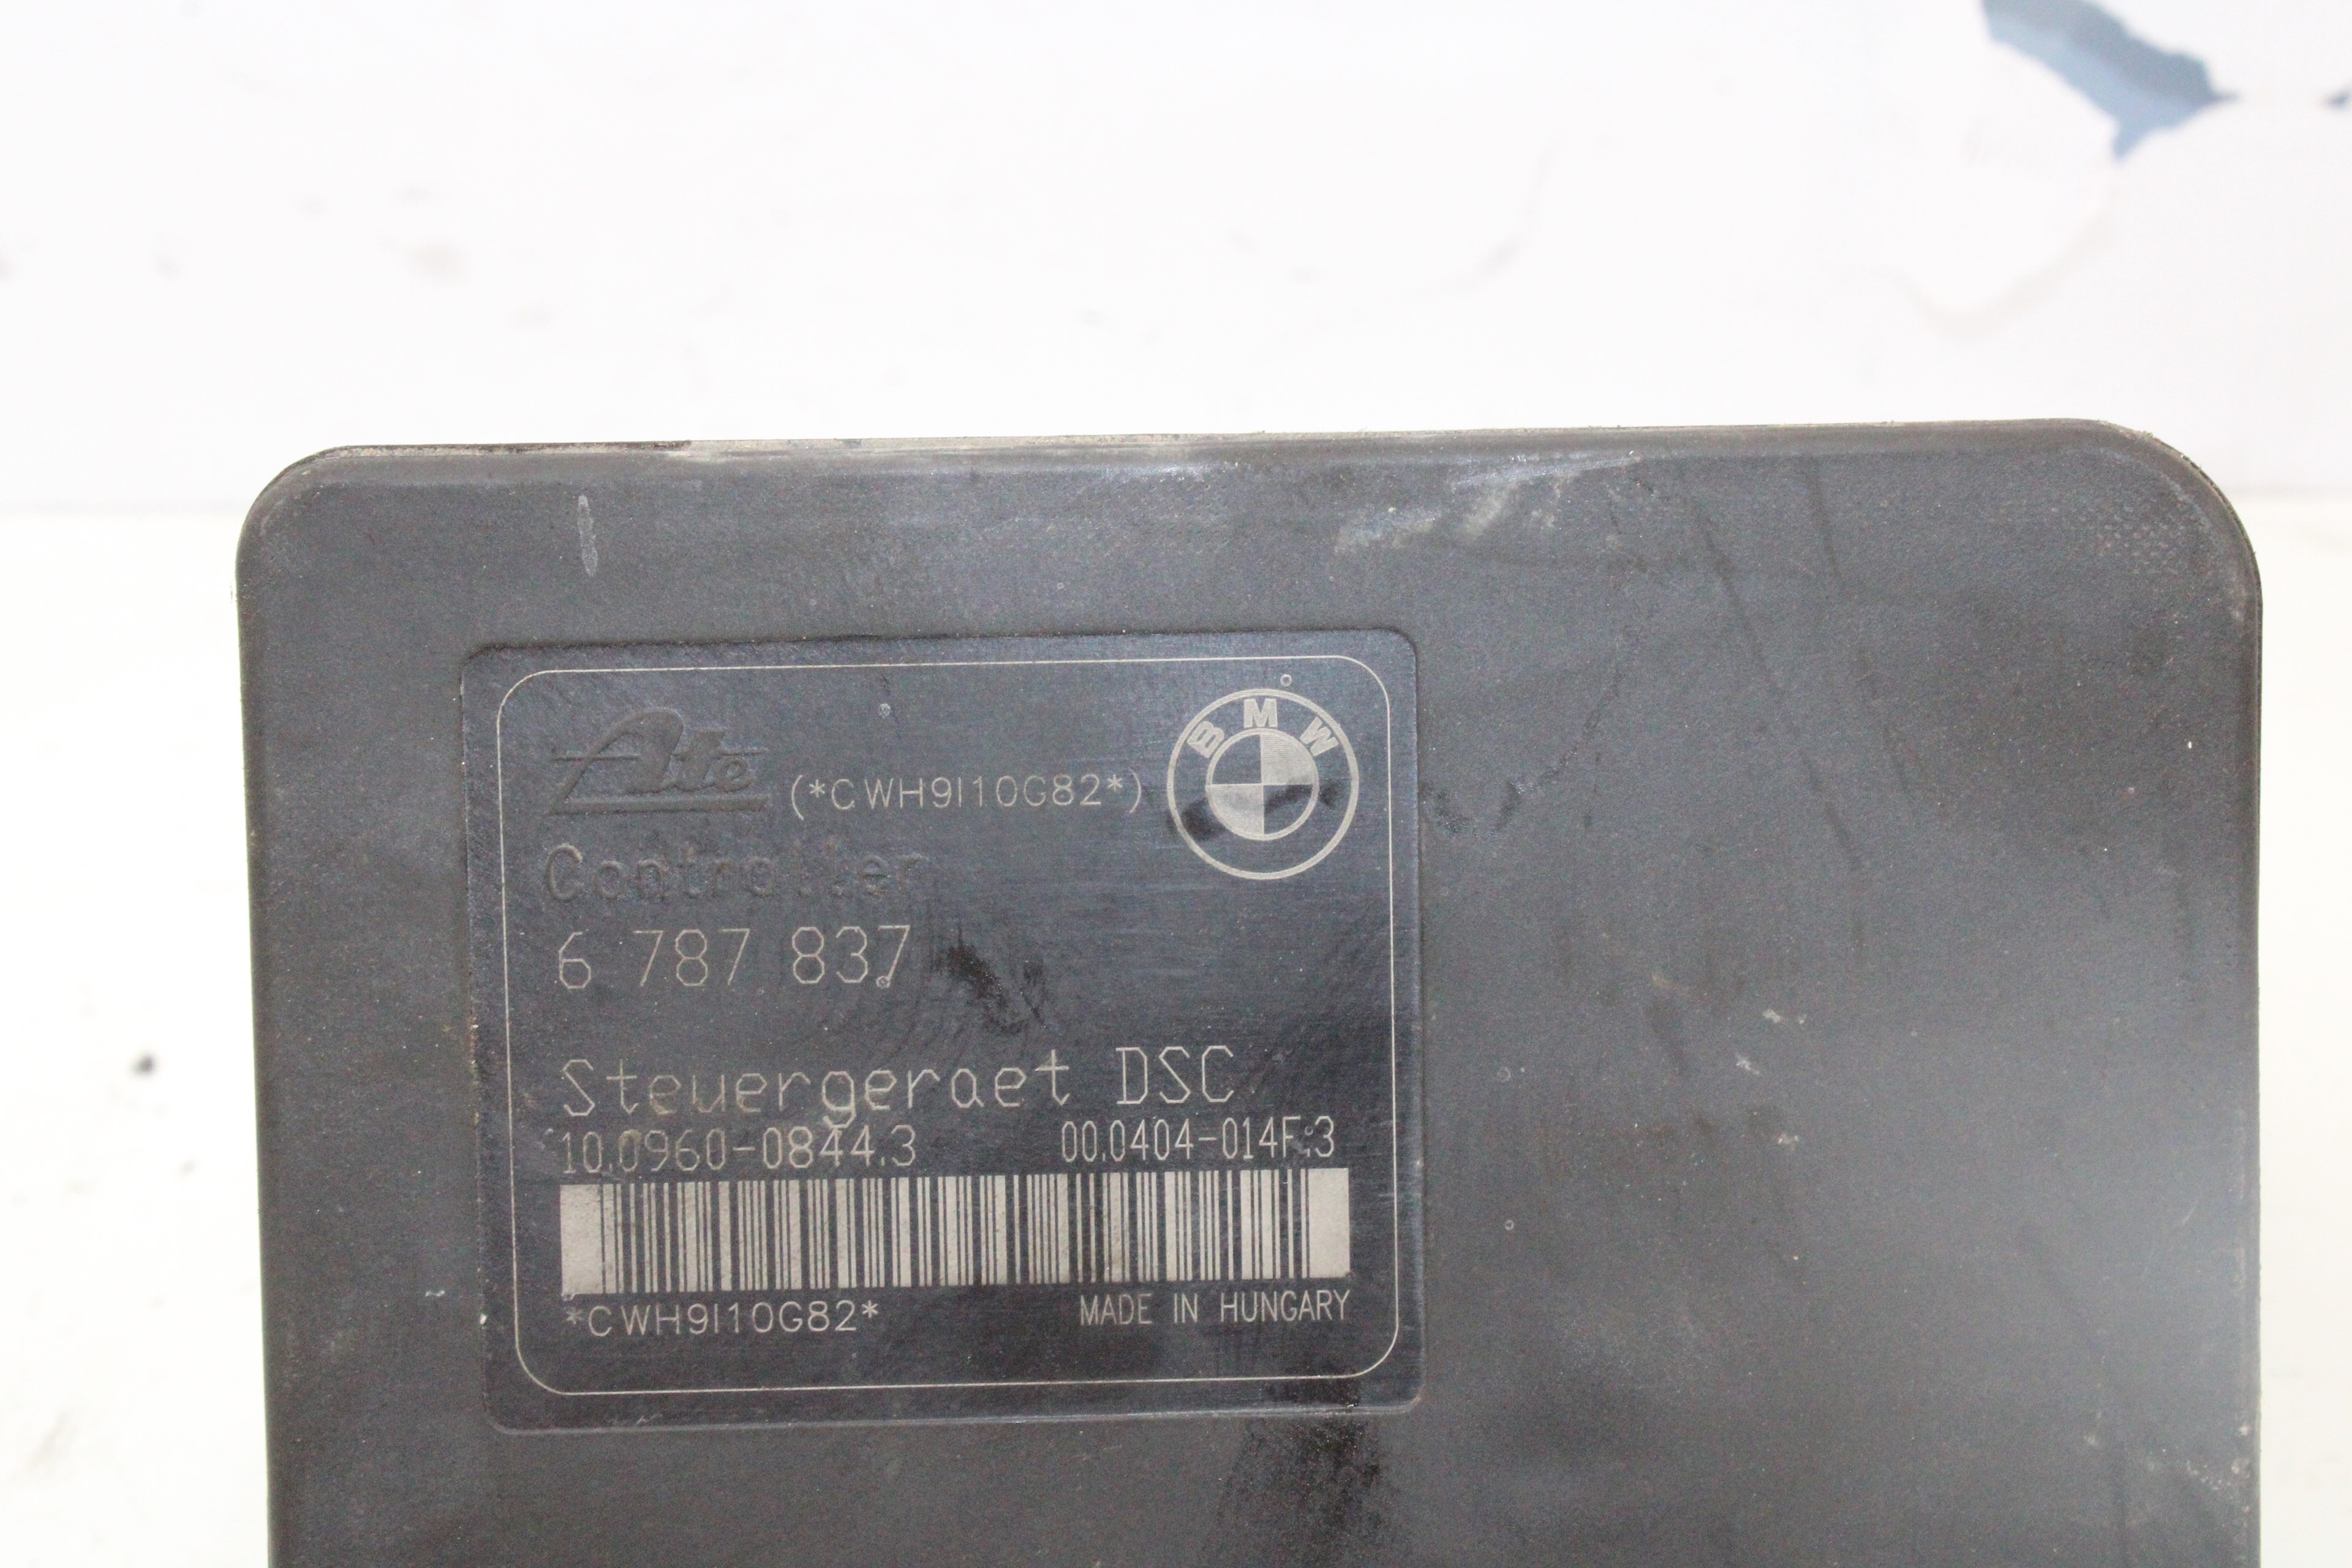 Ate (*CWH9I10G82*) BMW
Controller
6 787 837
Steuergeraet DSC
10.0960-0844.3 00.0404-014F.3
*CWH9I10G82* MADE IN HUNGARY